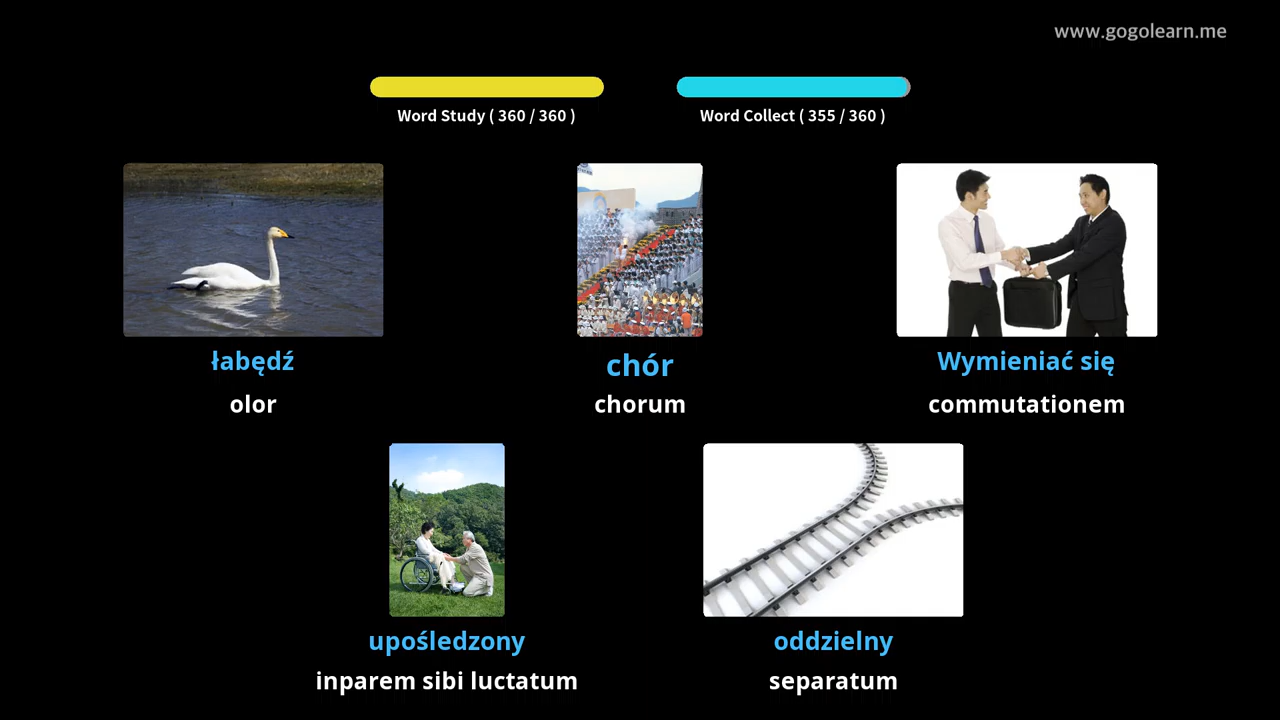 www.gogolearn.me
Word Study ( 360 / 360 )
Word Collect ( 355 / 360 )
łabędź
chór
Wymieniać się
olor
chorum
commutationem
upośledzony
oddzielny
inparem sibi luctatum
separatum